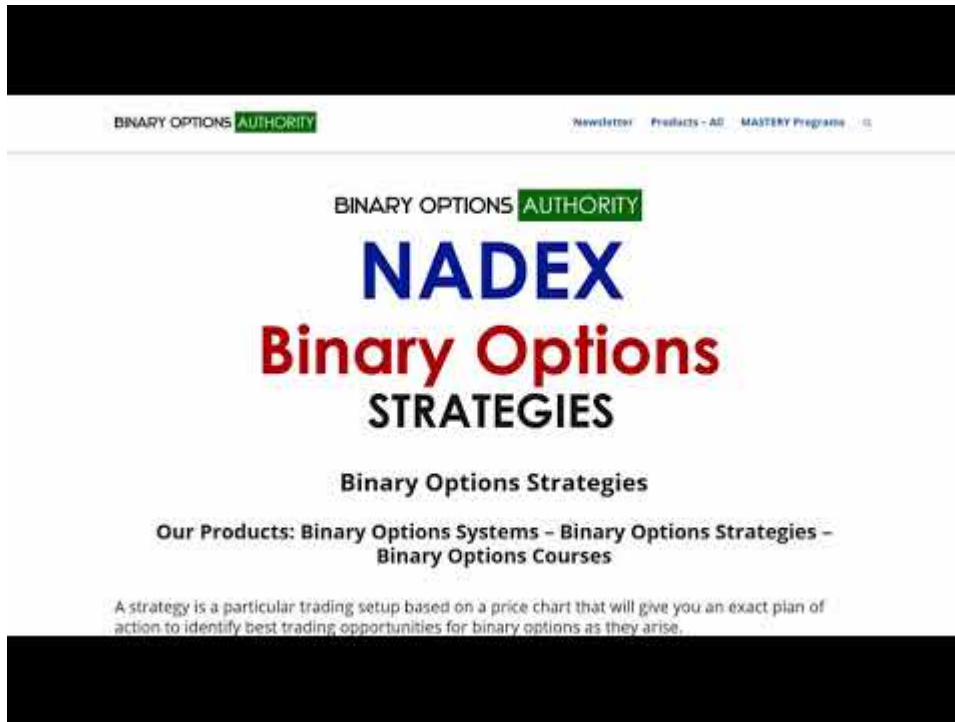 BINARY OPTIONS AUTHORITY
Newsletter Products – All MASTERY Programs
BINARY OPTIONS AUTHORITY
NADEX
Binary Options
STRATEGIES
Binary Options Strategies
Our Products: Binary Options Systems – Binary Options Strategies –
Binary Options Courses
A strategy is a particular trading setup based on a price chart that will give you an exact plan of
action to identify best trading opportunities for binary options as they arise.